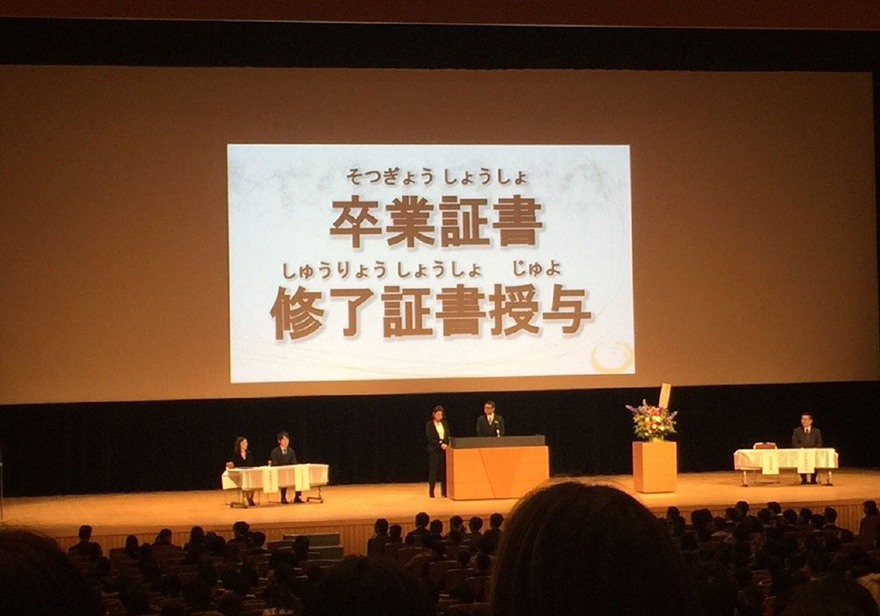 そつぎょう しょうしょ
卒業証書
しゅうりょう しょうしょ じゅよ
修了証書授与